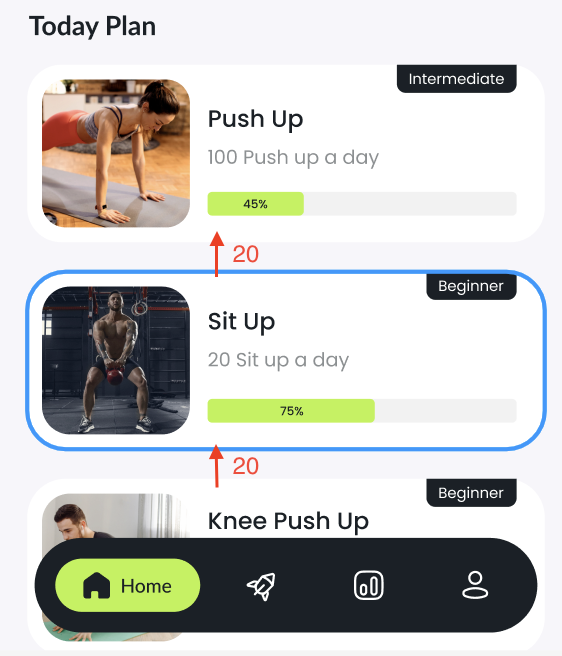 Today Plan
Intermediate
Push Up
100 Push up a day
45%
20
Beginner
Sit Up
20 Sit up a day
75%
20
Beginner
Knee Push Up
Home